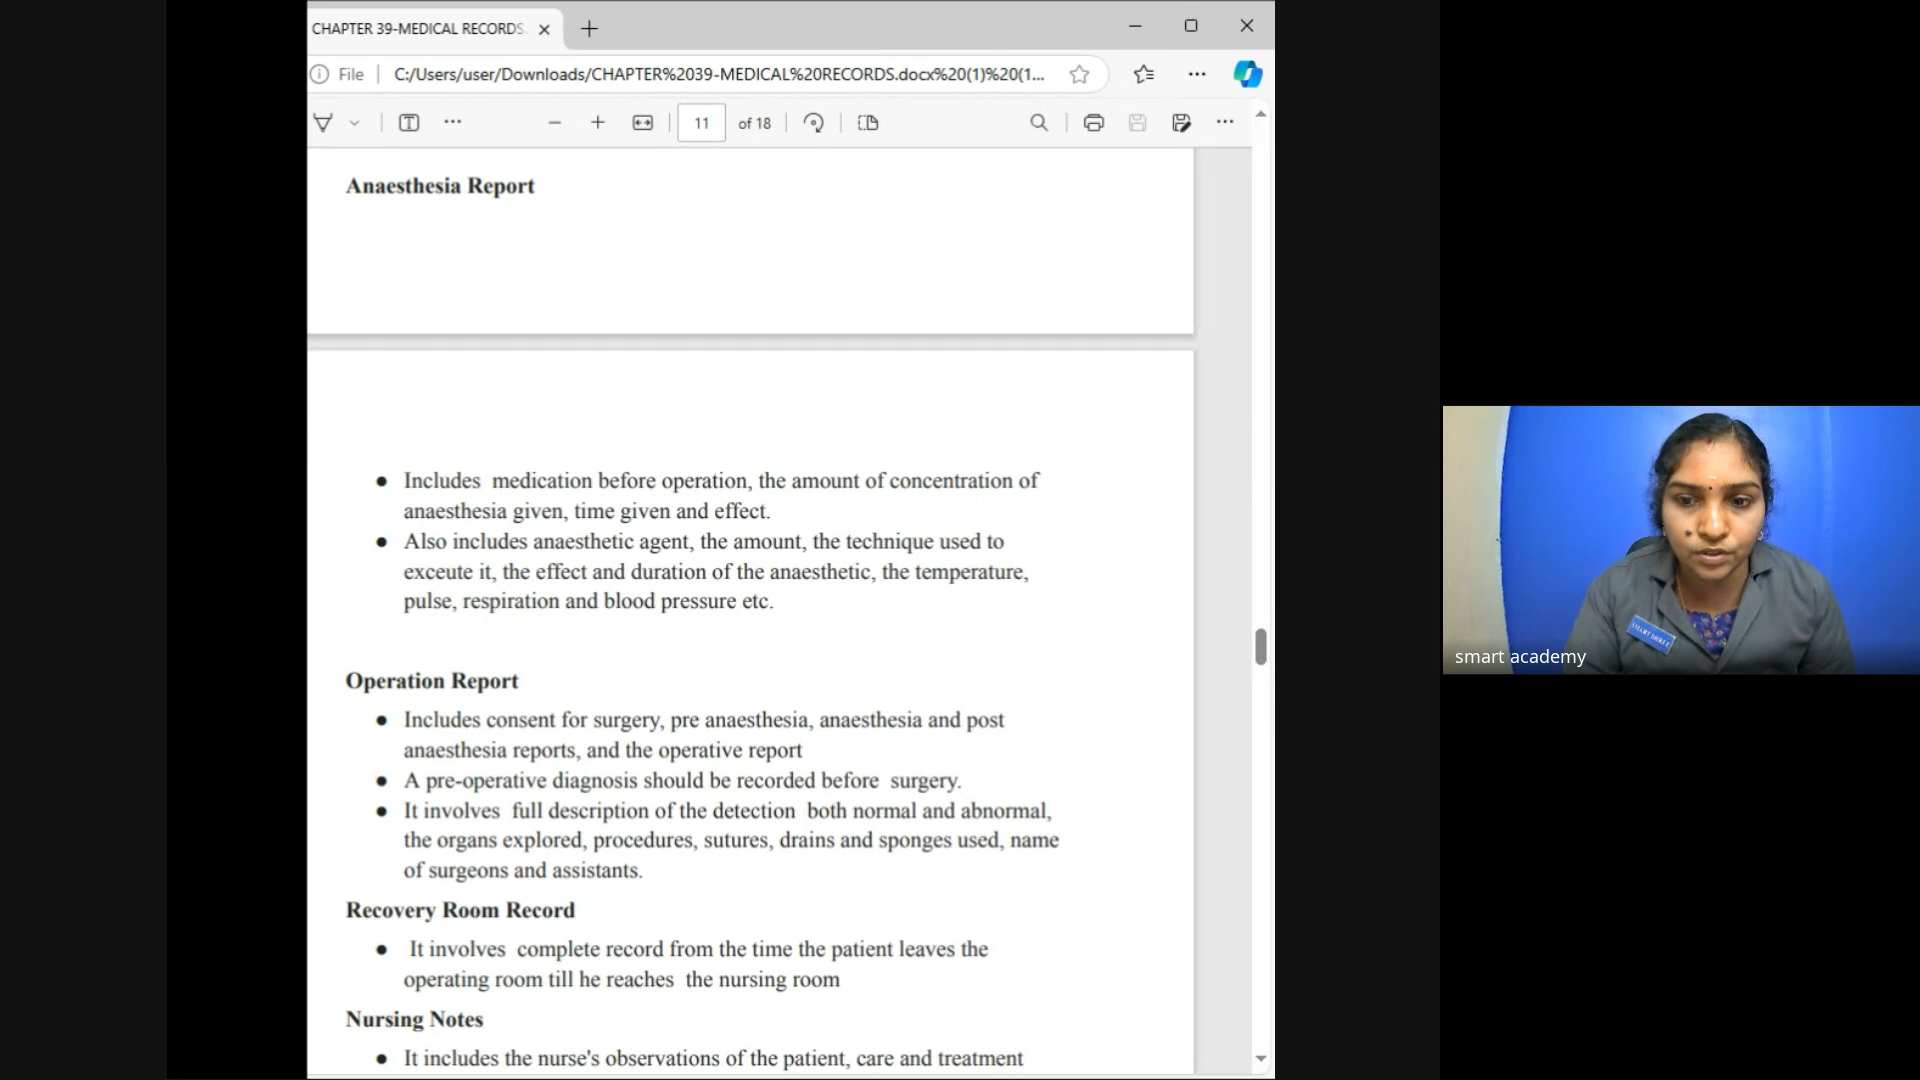 CHAPTER 39-MEDICAL RECORDS.
File
C:/Users/user/Downloads/CHAPTER%2039-MEDICAL%20RECORDS.docx%20(1)%20(1...
11 of 18
Anaesthesia Report
● Includes medication before operation, the amount of concentration of
anaesthesia given, time given and effect.
● Also includes anaesthetic agent, the amount, the technique used to
exceute it, the effect and duration of the anaesthetic, the temperature,
pulse, respiration and blood pressure etc.
Operation Report
● Includes consent for surgery, pre anaesthesia, anaesthesia and post
anaesthesia reports, and the operative report
● A pre-operative diagnosis should be recorded before surgery.
● It involves full description of the detection both normal and abnormal,
the organs explored, procedures, sutures, drains and sponges used, name
of surgeons and assistants.
Recovery Room Record
● It involves complete record from the time the patient leaves the
operating room till he reaches the nursing room
Nursing Notes
● It includes the nurse's observations of the patient, care and treatment
smart academy